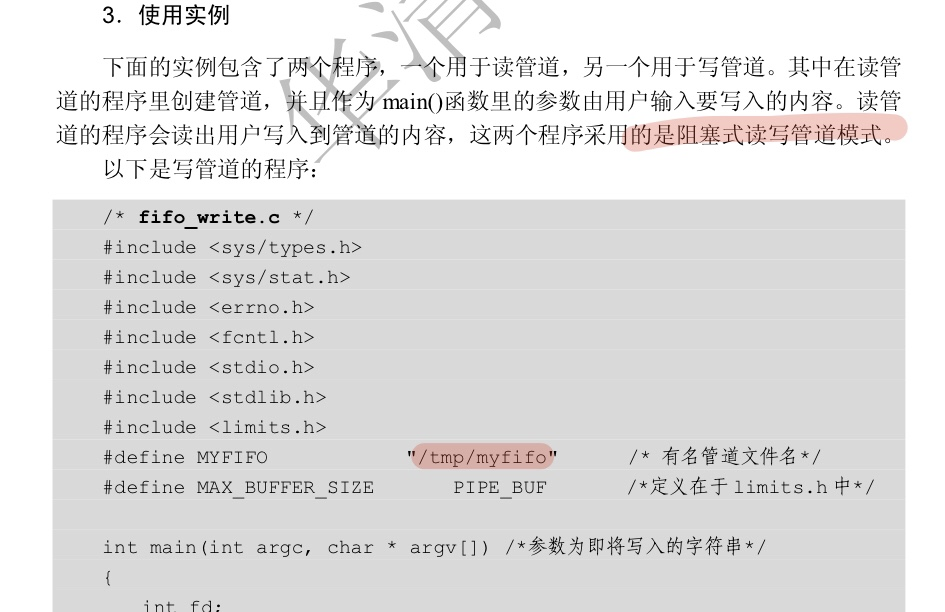 3．使用实例
下面的实例包含了两个程序，一个用于读管道，另一个用于写管道。其中在读管
道的程序里创建管道，并且作为 main()函数里的参数由用户输入要写入的内容。读管
道的程序会读出用户写入到管道的内容，这两个程序采用的是阻塞式读写管道模式。
以下是写管道的程序：
/* fifo_write.c */
#include <sys/types.h>
#include <sys/stat.h>
#include <errno.h>
#include <fcntl.h>
#include <stdio.h>
#include <stdlib.h>
#include <limits.h>
#define MYFIFO "/tmp/myfifo" /* 有名管道文件名*/
#define MAX_BUFFER_SIZE PIPE_BUF /*定义在于 limits.h 中*/
int main(int argc, char * argv[]) /*参数为即将写入的字符串*/
{
int fd;
华清